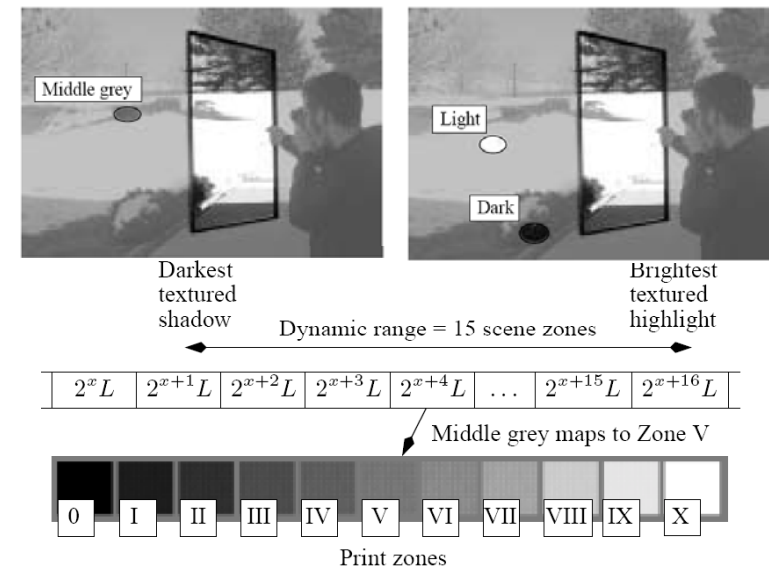 Middle grey
Light
Dark
Darkest
textured
shadow
Brightest
textured
highlight
Dynamic range = 15 scene zones
2^x L 2^{x+1} L 2^{x+2} L 2^{x+3} L 2^{x+4} L ... 2^{x+15} L 2^{x+16} L
Middle grey maps to Zone V
0 I II III IV V VI VII VIII IX X
Print zones